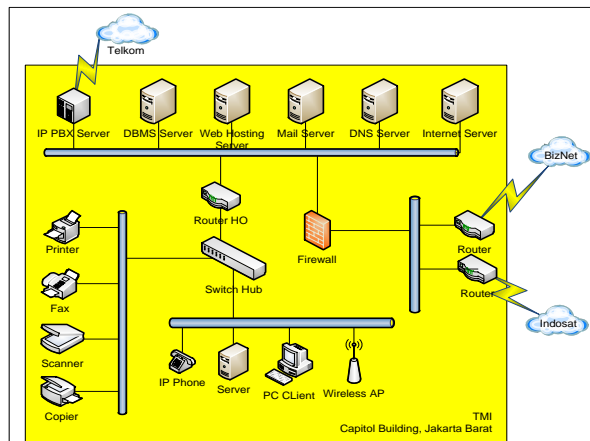 Telkom
IP PBX Server
DBMS Server
Web Hosting
Server
Mail Server
DNS Server
Internet Server
BizNet
Router HO
Printer
Firewall
Router
Switch Hub
Router
Fax
Indosat
Scanner
IP Phone
Server
PC CLient
Wireless AP
Copier
TMI
Capitol Building, Jakarta Barat